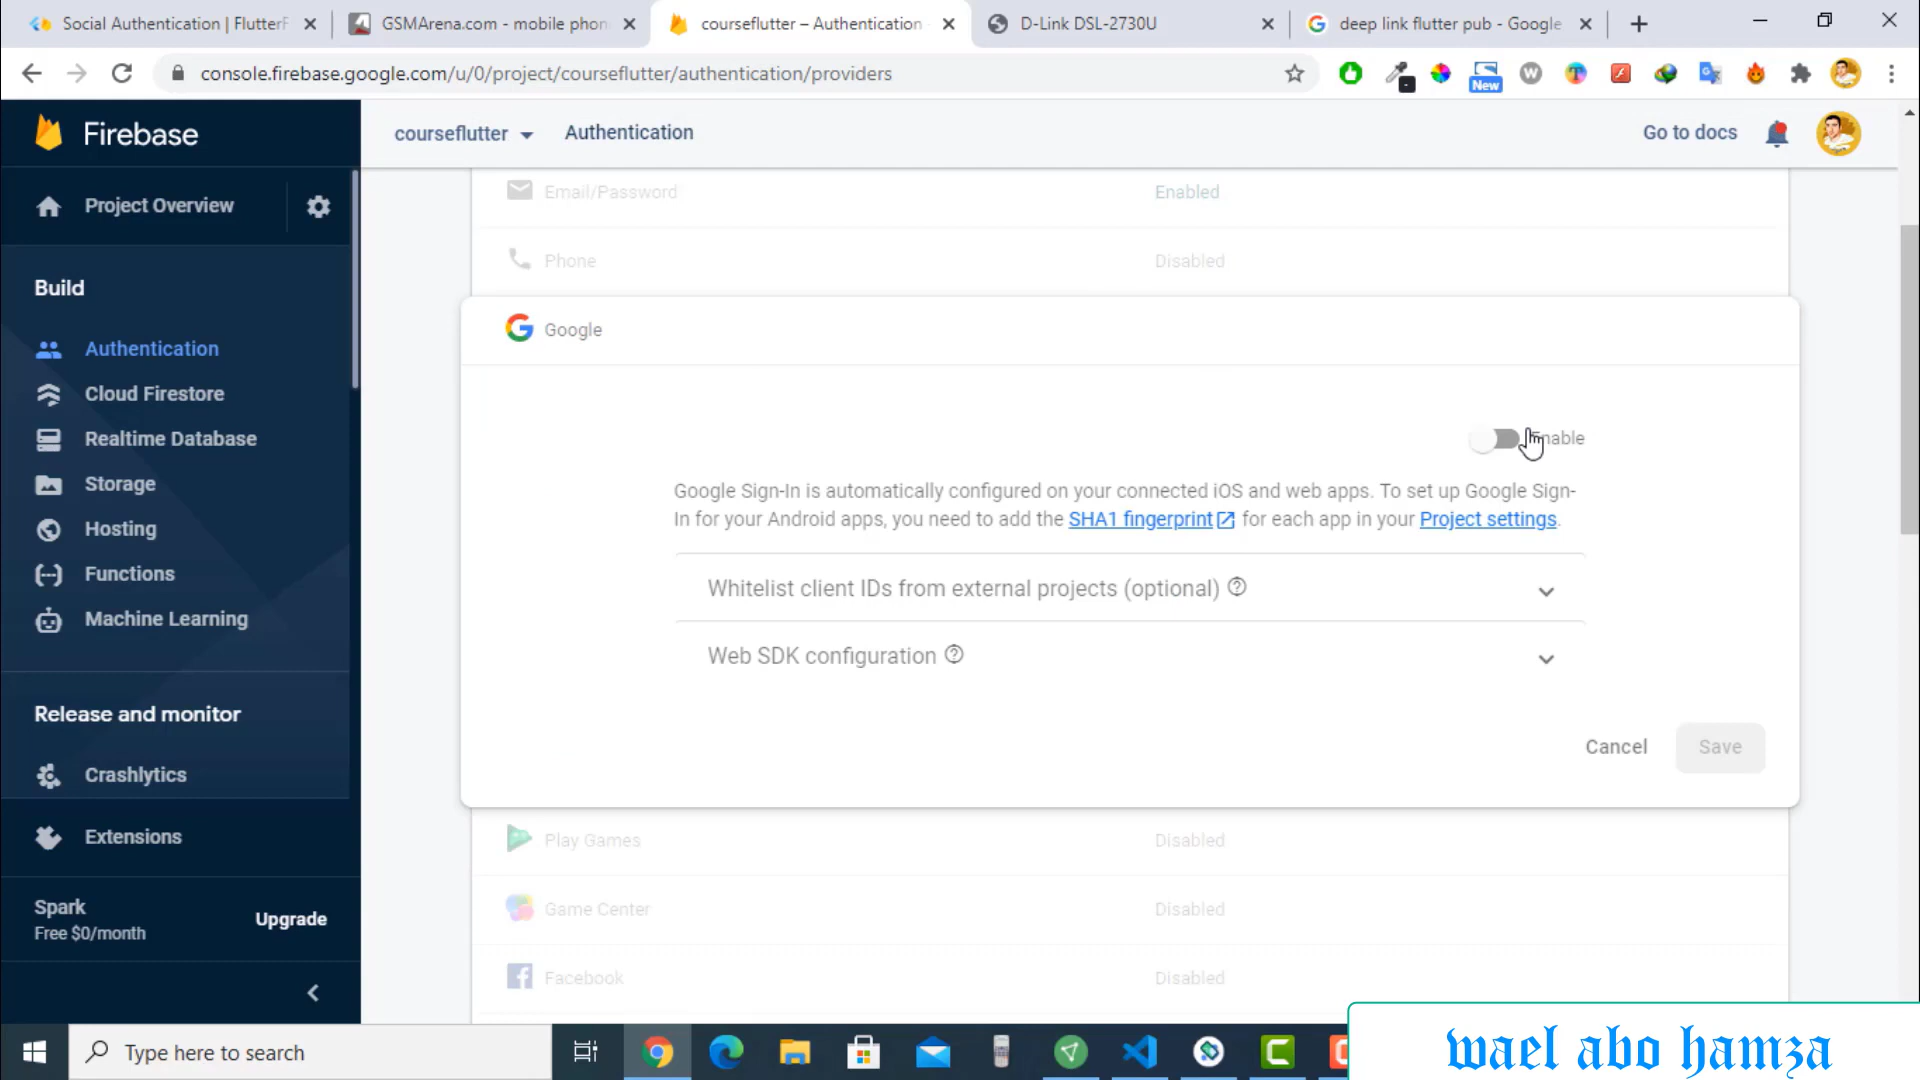 Social Authentication | FlutterF
GSMArena.com - mobile phon
courseflutter – Authentication
D-Link DSL-2730U
deep link flutter pub - Google
console.firebase.google.com/u/0/project/courseflutter/authentication/providers
New
Firebase
courseflutter
Authentication
Go to docs
Project Overview
Email/Password
Enabled
Phone
Disabled
Build
Google
Authentication
Cloud Firestore
Realtime Database
Storage
Hosting
Functions
Machine Learning
Google Sign-In is automatically configured on your connected iOS and web apps. To set up Google Sign-
In for your Android apps, you need to add the SHA1 fingerprint for each app in your Project settings.
Whitelist client IDs from external projects (optional)
Web SDK configuration
Cancel
Save
Release and monitor
Crashlytics
Extensions
Play Games
Disabled
Game Center
Disabled
Facebook
Disabled
Spark
Free $0/month
Upgrade
Type here to search
wael abo hamza